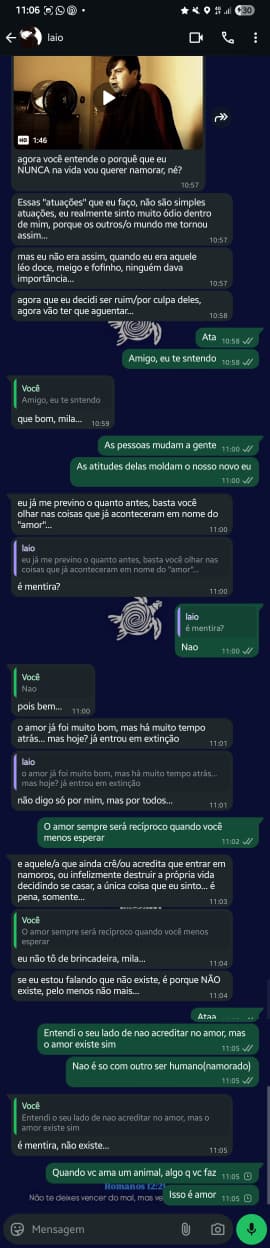 11:06
30
laio
HD 1:46
agora você entende o porquê que eu
NUNCA na vida vou querer namorar, né?
10:57
Essas "atuações" que eu faço, não são simples
atuações, eu realmente sinto muito ódio dentro
de mim, porque os outros/o mundo me tornou
assim...
10:57
mas eu não era assim, quando eu era aquele
léo doce, meigo e fofinho, ninguém dava
importância...
10:57
agora que eu decidi ser ruim/por culpa deles,
agora vão ter que aguentar...
10:58
Ata 10:58
Amigo, eu te sntendo 10:58
Você
Amigo, eu te sntendo
que bom, mila... 10:59
As pessoas mudam a gente 11:00
As atitudes delas moldam o nosso novo eu
11:00
eu já me previno o quanto antes, basta você
olhar nas coisas que já aconteceram em nome do
"amor"...
11:00
laio
eu já me previno o quanto antes, basta você
olhar nas coisas que já aconteceram em nome do "amor"...
é mentira?
11:00
laio
é mentira?
Nao 11:00
Você
Nao
pois bem... 11:00
o amor já foi muito bom, mas há muito tempo
atrás... mas hoje? já entrou em extinção
11:01
laio
o amor já foi muito bom, mas há muito tempo atrás...
mas hoje? já entrou em extinção
não digo só por mim, mas por todos...
11:01
O amor sempre será recíproco quando você
menos esperar 11:02
e aquele/a que ainda crê/ou acredita que entrar em
namoros, ou infelizmente destruir a própria vida
decidindo se casar, a única coisa que eu sinto... é
pena, somente...
11:03
Você
O amor sempre será recíproco quando você menos
esperar
eu não tô de brincadeira, mila...
11:04
se eu estou falando que não existe, é porque NÃO
existe, pelo menos não mais...
11:04
Ataa
Entendi o seu lado de nao acreditar no amor, mas
o amor existe sim
11:05
Nao é so com outro ser humano(namorado)
11:05
Você
Entendi o seu lado de nao acreditar no amor, mas o
amor existe sim
é mentira, não existe...
11:05
Quando vc ama um animal, algo q vc faz 11:05
Romanos 12:2
Não te deixes vencer do mal, mas ve
Isso é amor 11:05
Mensagem